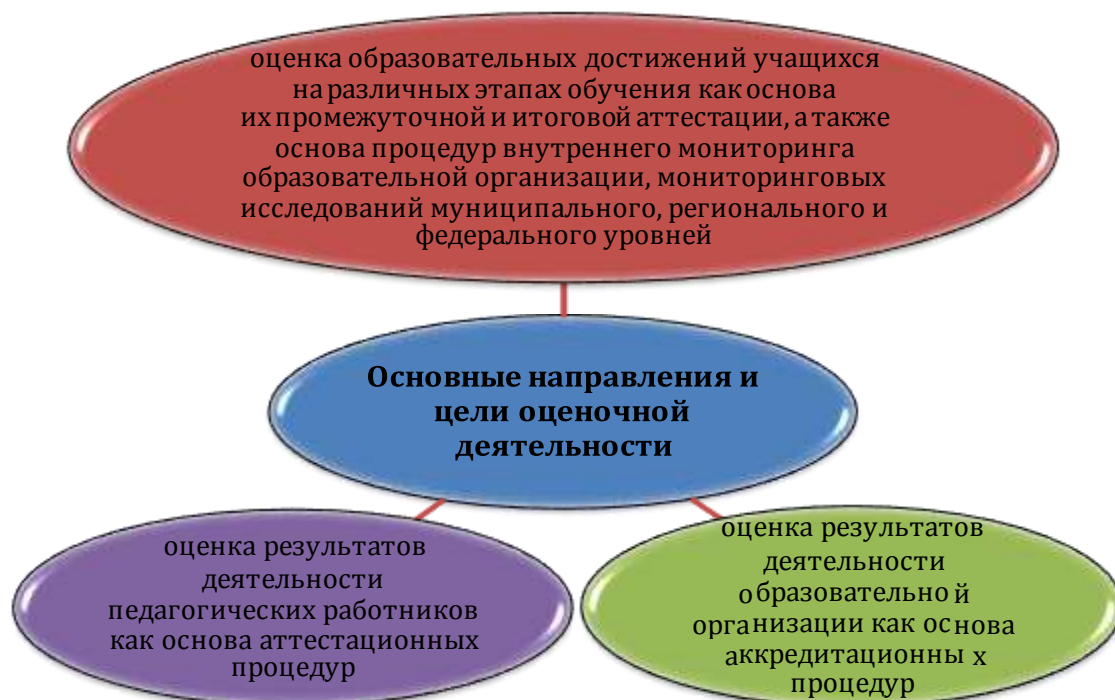 оценка образовательных достижений учащихся
на различных этапах обучения как основа
их промежуточной и итоговой аттестации, а также
основа процедур внутреннего мониторинга
образовательной организации, мониторинговых
исследований муниципального, регионального и
федерального уровней
Основные направления и
цели оценочной
деятельности
оценка результатов
деятельности
педагогических работников
как основа аттестационных
процедур
оценка результатов
деятельности
образовательной
организации как основа
аккредитационных
процедур